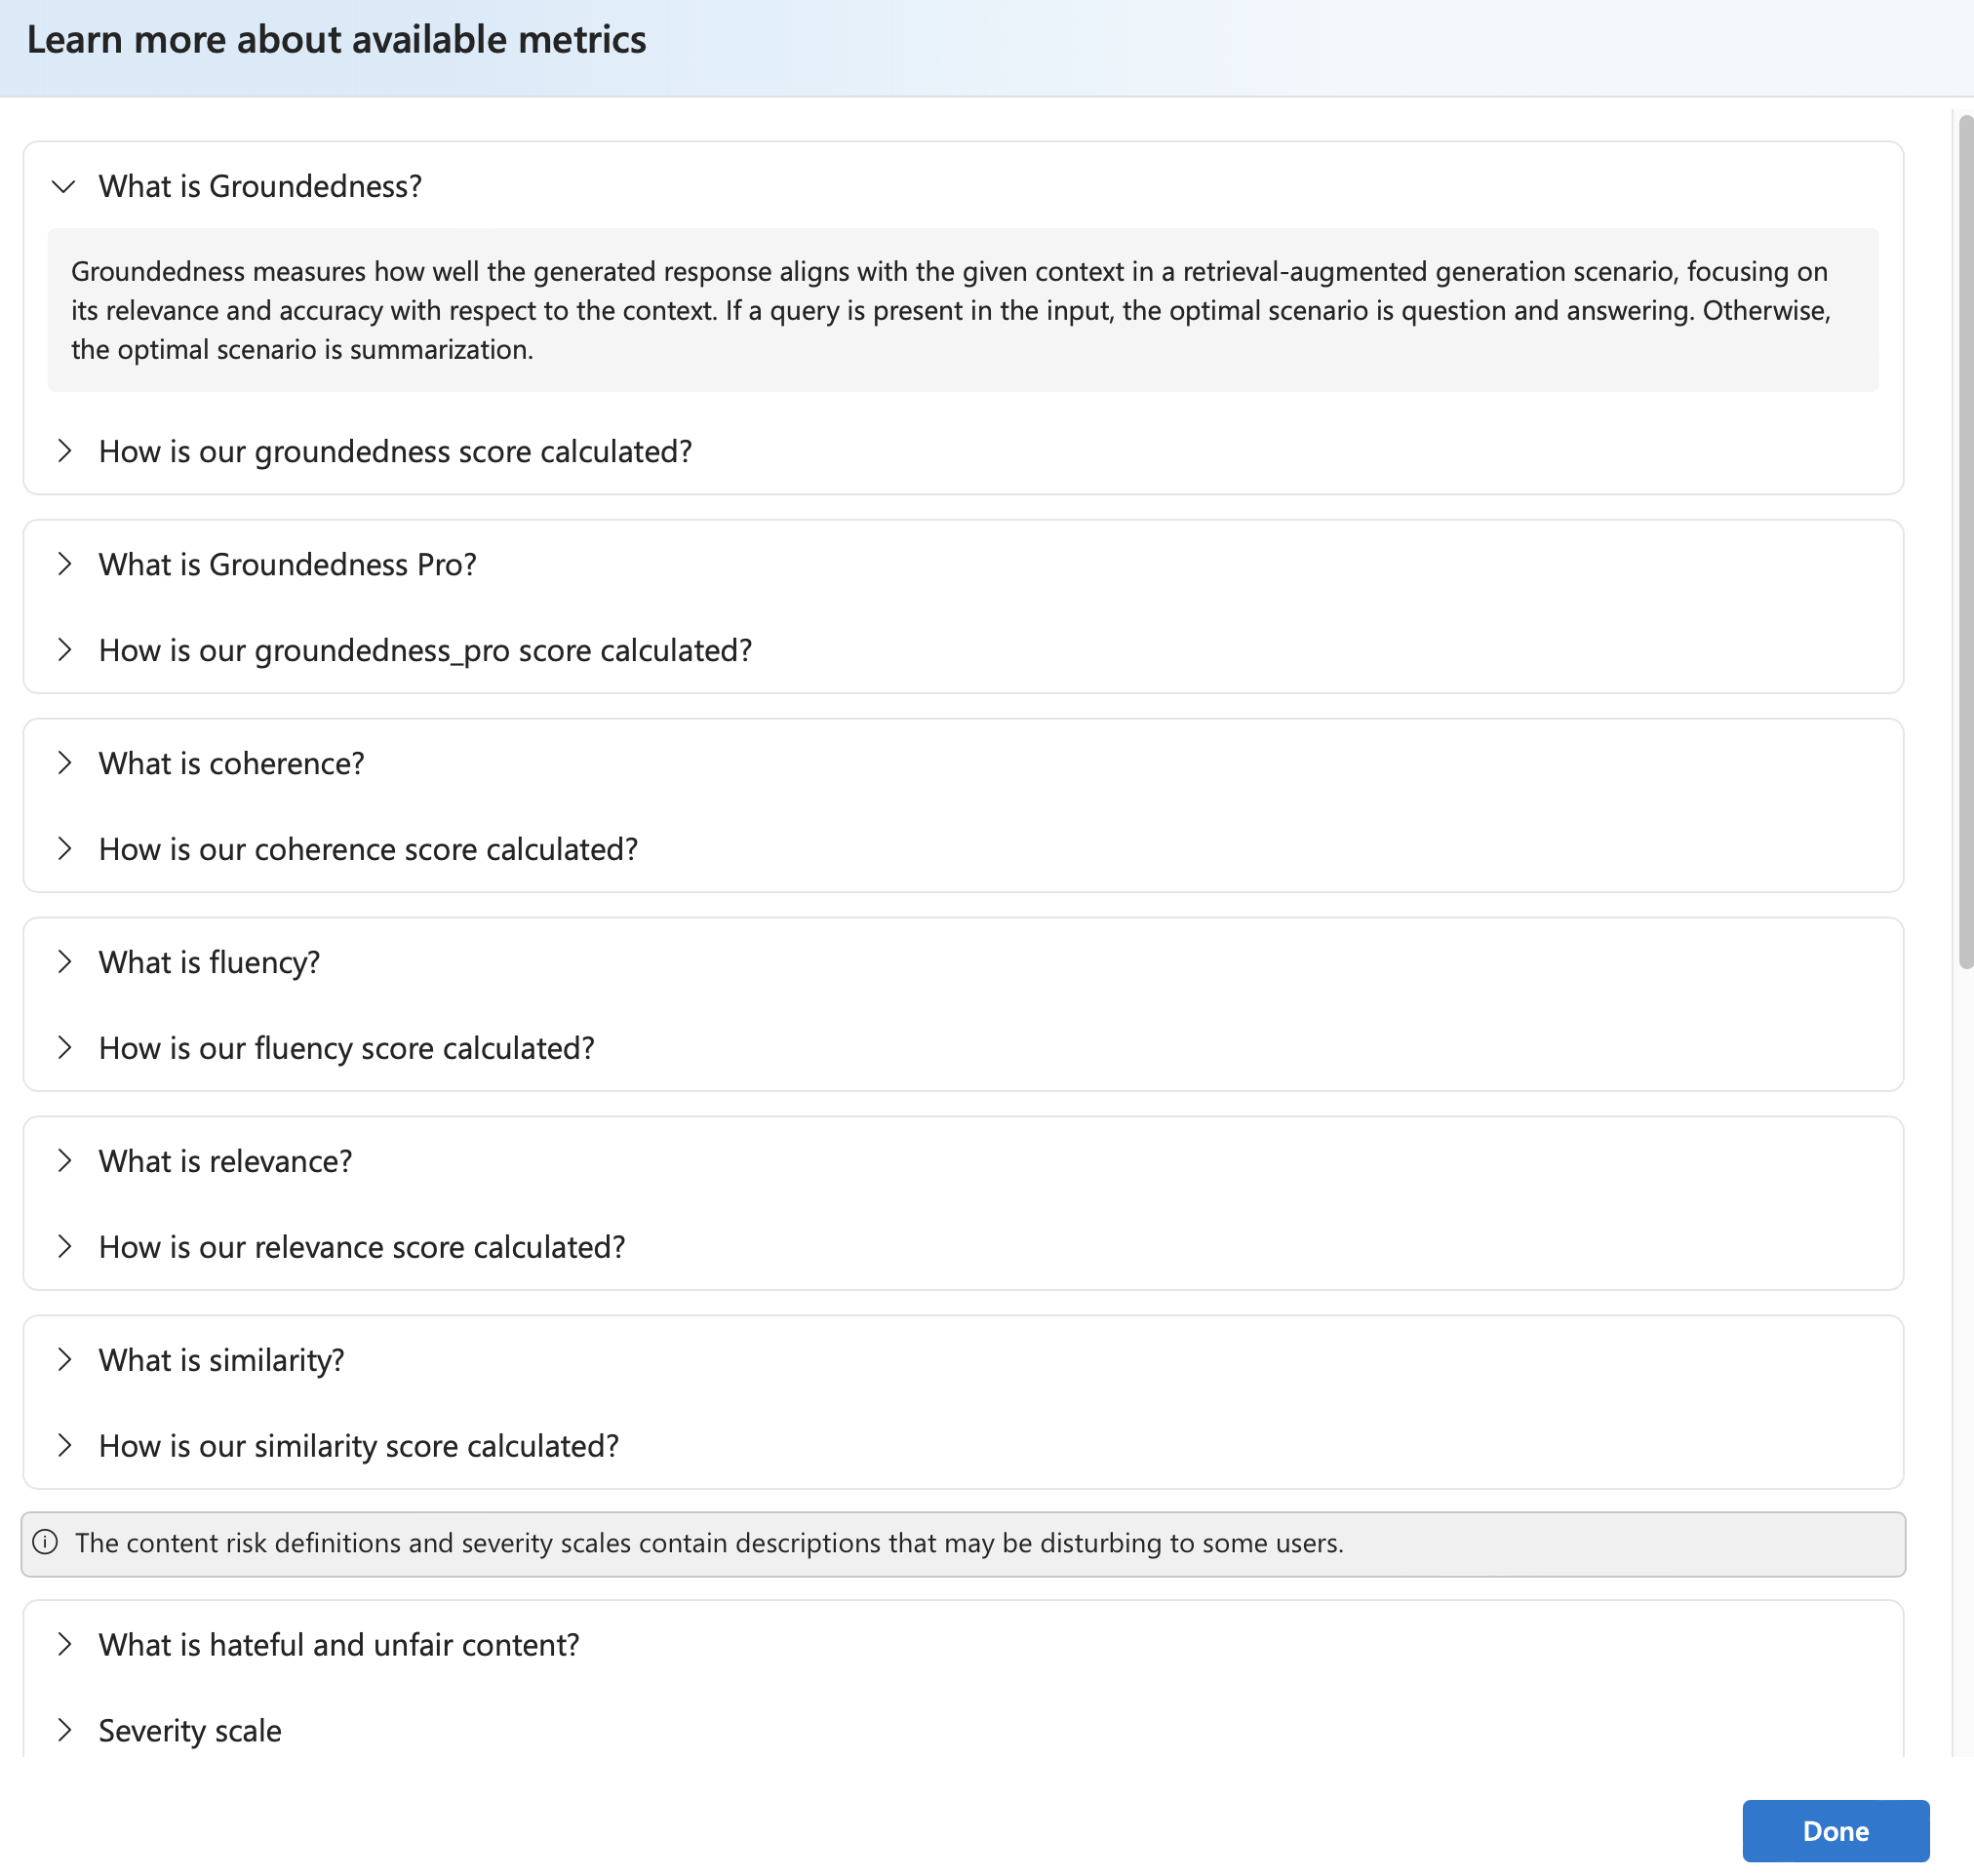 Learn more about available metrics
What is Groundedness?
Groundedness measures how well the generated response aligns with the given context in a retrieval-augmented generation scenario, focusing on
its relevance and accuracy with respect to the context. If a query is present in the input, the optimal scenario is question and answering. Otherwise,
the optimal scenario is summarization.
How is our groundedness score calculated?
What is Groundedness Pro?
How is our groundedness_pro score calculated?
What is coherence?
How is our coherence score calculated?
What is fluency?
How is our fluency score calculated?
What is relevance?
How is our relevance score calculated?
What is similarity?
How is our similarity score calculated?
The content risk definitions and severity scales contain descriptions that may be disturbing to some users.
What is hateful and unfair content?
Severity scale
Done